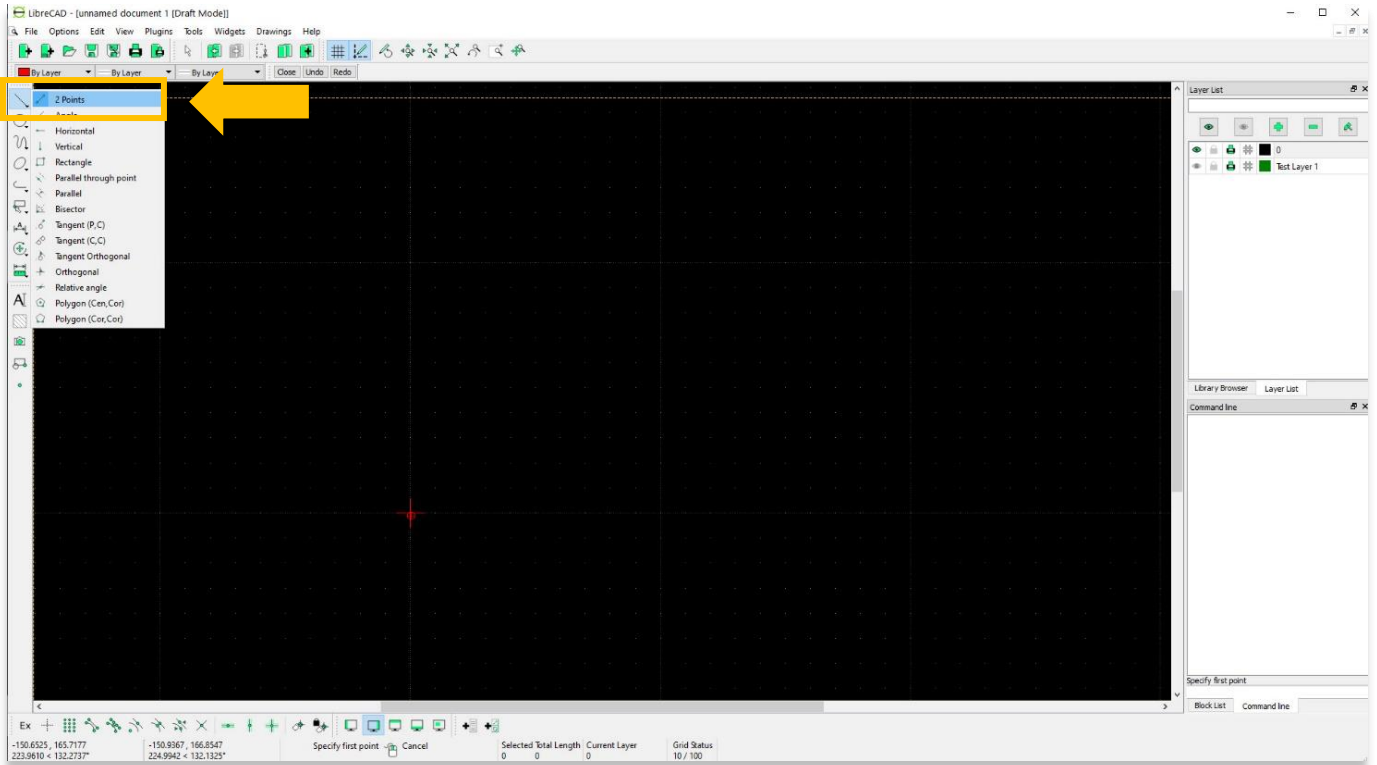 LibreCAD - [unnamed document 1 [Draft Mode]]
File Options Edit View Plugins Tools Widgets Drawings Help
By Layer By Layer By Layer Close Undo Redo
2 Points
Angle
Horizontal
Vertical
Rectangle
Parallel through point
Parallel
Bisector
Tangent (P,C)
Tangent (C,C)
Tangent Orthogonal
Orthogonal
Relative angle
Polygon (Cen,Cor)
Polygon (Cor,Cor)
A
Layer List
0
Test Layer 1
Library Browser Layer List
Command line
Specify first point
Block List Command line
Ex
-150.6525 , 165.7177 -150.9367 , 166.8547 Specify first point Cancel Selected Total Length Current Layer Grid Status
223.9610 < 132.2737° 224.9942 < 132.1325° 0 0 0 10 / 100